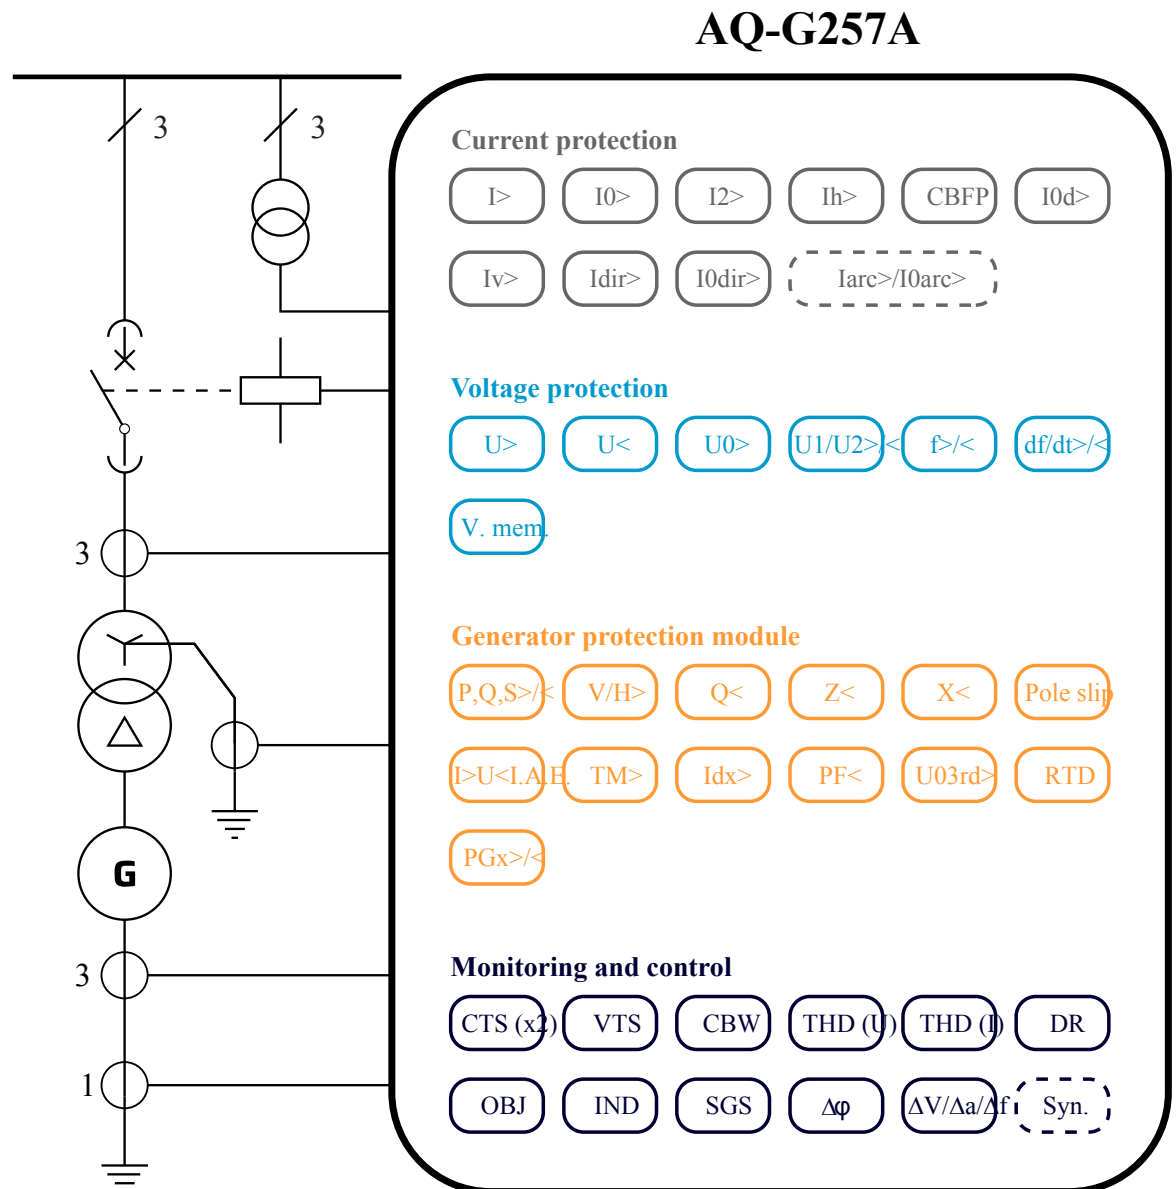 AQ-G257A
3
3
Current protection
I>
I0>
I2>
Ih>
CBFP
I0d>
Iv>
Idir>
I0dir>
Iarc>/I0arc>
Voltage protection
U>
U<
U0>
U1/U2>/<
f>/<
df/dt>/<
V. mem.
3
Generator protection module
P,Q,S>/<
V/H>
Q<
Z<
X<
Pole slip
I>U<I.A.E.
TM>
Idx>
PF<
U03rd>
RTD
PGx>/<
G
3
Monitoring and control
CTS (x2)
VTS
CBW
THD (U)
THD (I)
DR
1
OBJ
IND
SGS
Δφ
ΔV/Δa/Δf
Syn.